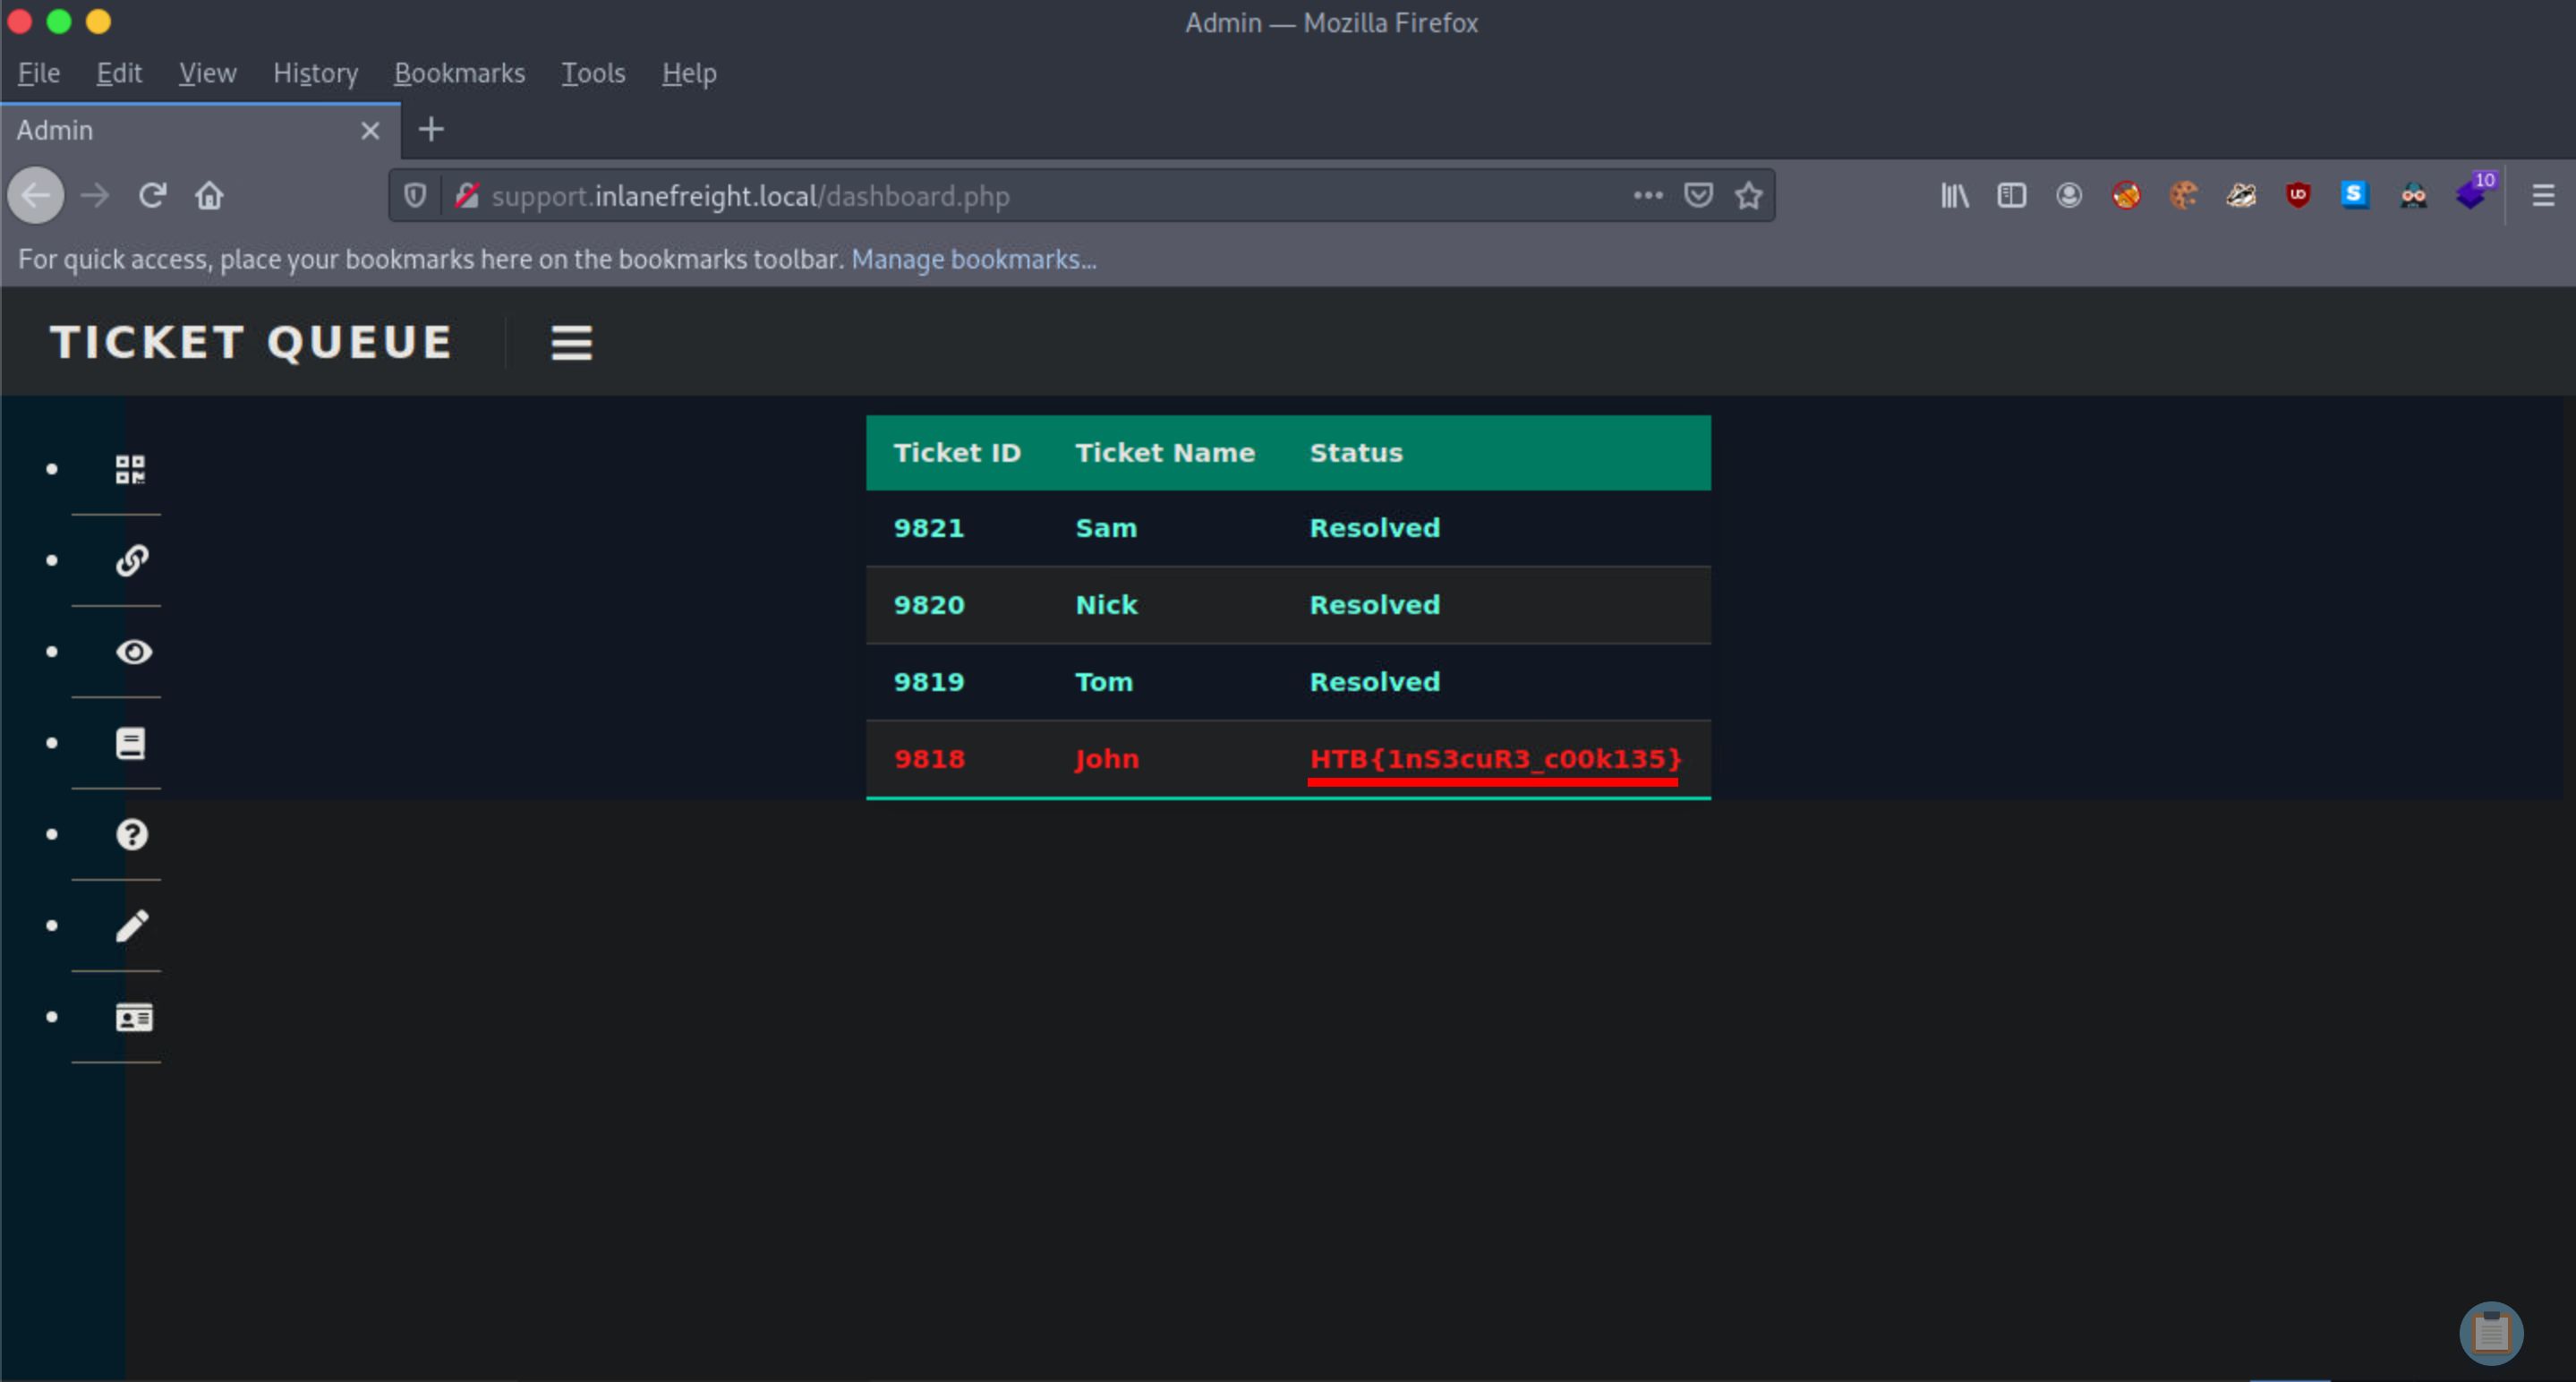 Admin — Mozilla Firefox
File Edit View History Bookmarks Tools Help
Admin
support.inlanefreight.local/dashboard.php
10
For quick access, place your bookmarks here on the bookmarks toolbar. Manage bookmarks...
TICKET QUEUE
Ticket ID Ticket Name Status
9821 Sam Resolved
9820 Nick Resolved
9819 Tom Resolved
9818 John HTB{1nS3cuR3_c00k135}